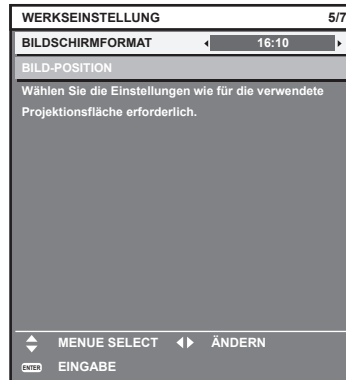 WERKSEINSTELLUNG 5/7
BILDSCHIRMFORMAT 16:10
BILD-POSITION
Wählen Sie die Einstellungen wie für die verwendete
Projektionsfläche erforderlich.
MENUE SELECT ÄNDERN
ENTER EINGABE